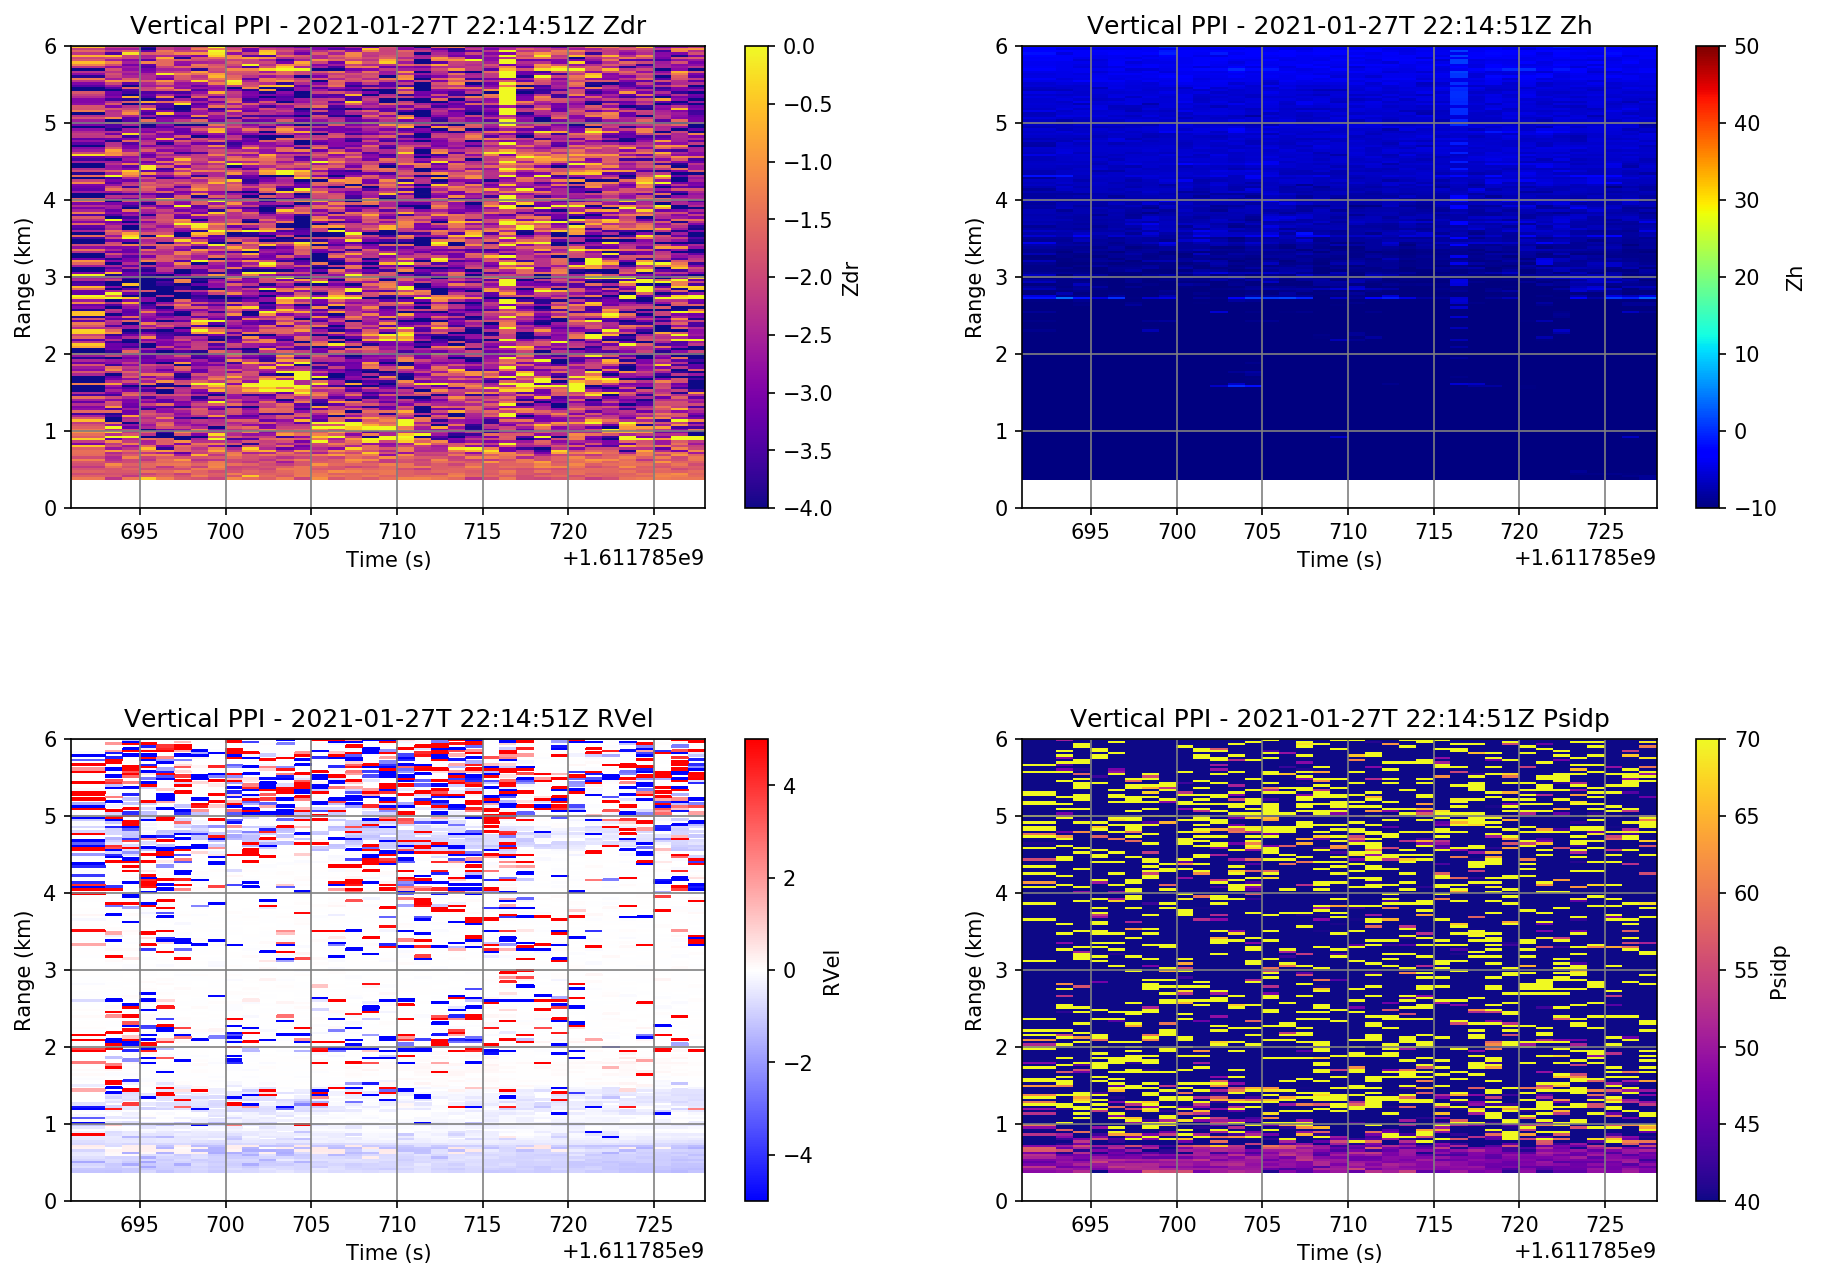 Vertical PPI - 2021-01-27T 22:14:51Z Zdr
6
5
4
3
2
1
0
Range (km)
695 700 705 710 715 720 725
Time (s)
+1.611785e9
0.0
−0.5
−1.0
−1.5
−2.0
−2.5
−3.0
−3.5
−4.0
Zdr
Vertical PPI - 2021-01-27T 22:14:51Z Zh
6
5
4
3
2
1
0
Range (km)
695 700 705 710 715 720 725
Time (s)
+1.611785e9
50
40
30
20
10
0
−10
Zh
Vertical PPI - 2021-01-27T 22:14:51Z RVel
6
5
4
3
2
1
0
Range (km)
695 700 705 710 715 720 725
Time (s)
+1.611785e9
4
2
0
−2
−4
RVel
Vertical PPI - 2021-01-27T 22:14:51Z Psidp
6
5
4
3
2
1
0
Range (km)
695 700 705 710 715 720 725
Time (s)
+1.611785e9
70
65
60
55
50
45
40
Psidp